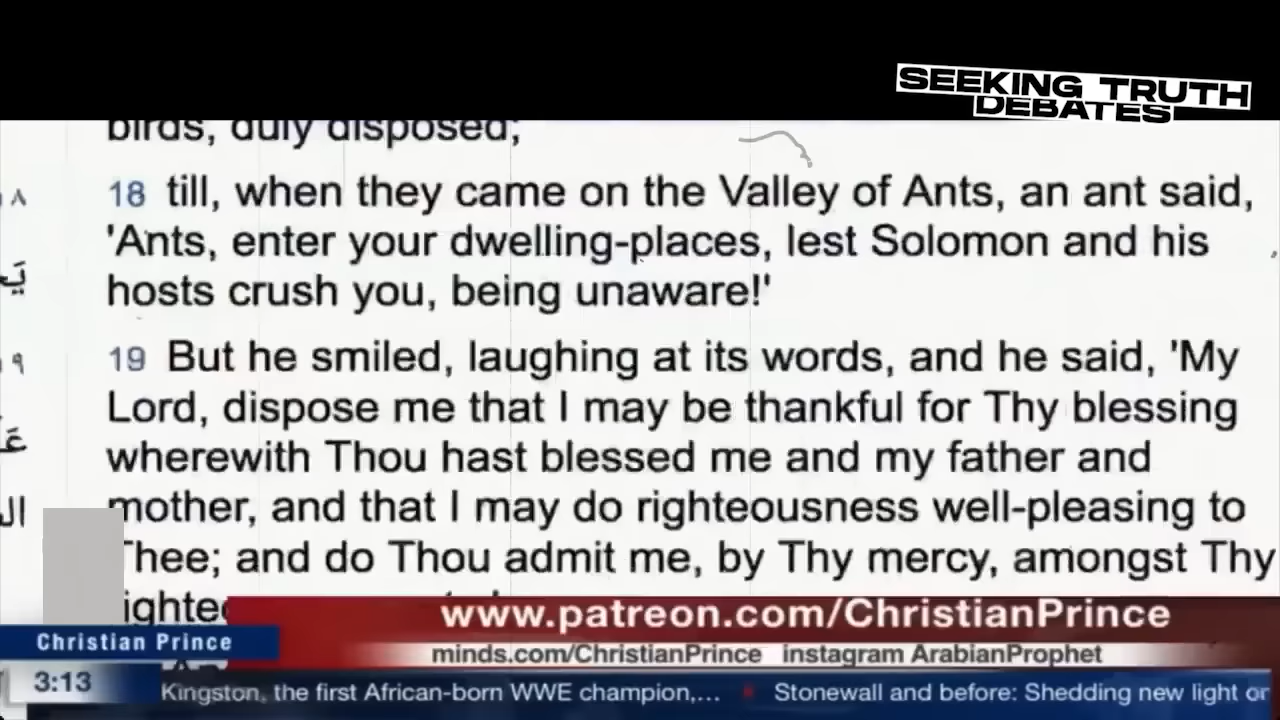 SEEKING TRUTH
DEBATES
birds, duly disposed;
18 till, when they came on the Valley of Ants, an ant said,
'Ants, enter your dwelling-places, lest Solomon and his
hosts crush you, being unaware!'
19 But he smiled, laughing at its words, and he said, 'My
Lord, dispose me that I may be thankful for Thy blessing
wherewith Thou hast blessed me and my father and
mother, and that I may do righteousness well-pleasing to
Thee; and do Thou admit me, by Thy mercy, amongst Thy
www.patreon.com/ChristianPrince
Christian Prince
minds.com/ChristianPrince instagram ArabianProphet
3:13
Kingston, the first African-born WWE champion,... Stonewall and before: Shedding new light on